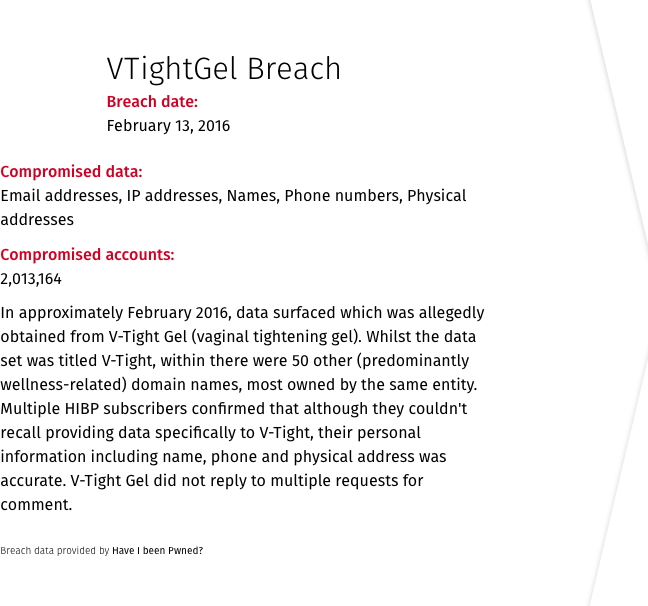 VTightGel Breach
Breach date:
February 13, 2016
Compromised data:
Email addresses, IP addresses, Names, Phone numbers, Physical
addresses
Compromised accounts:
2,013,164
In approximately February 2016, data surfaced which was allegedly
obtained from V-Tight Gel (vaginal tightening gel). Whilst the data
set was titled V-Tight, within there were 50 other (predominantly
wellness-related) domain names, most owned by the same entity.
Multiple HIBP subscribers confirmed that although they couldn't
recall providing data specifically to V-Tight, their personal
information including name, phone and physical address was
accurate. V-Tight Gel did not reply to multiple requests for
comment.
Breach data provided by Have I been Pwned?